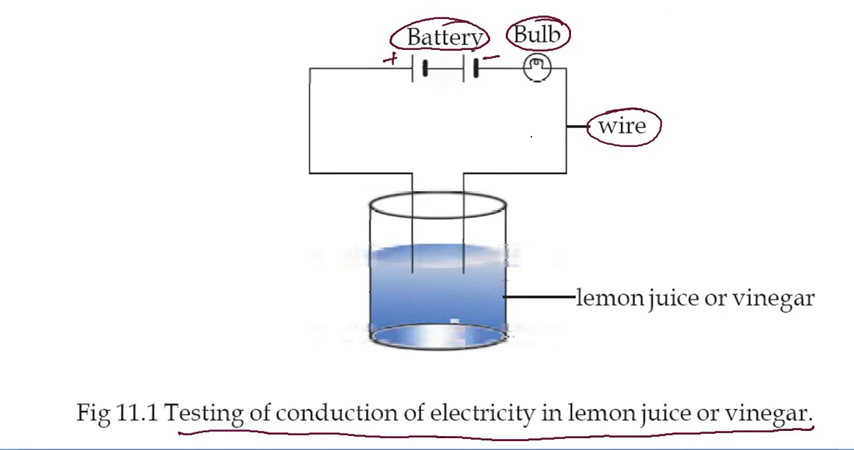 Battery Bulb
+ -
wire
lemon juice or vinegar
Fig 11.1 Testing of conduction of electricity in lemon juice or vinegar.